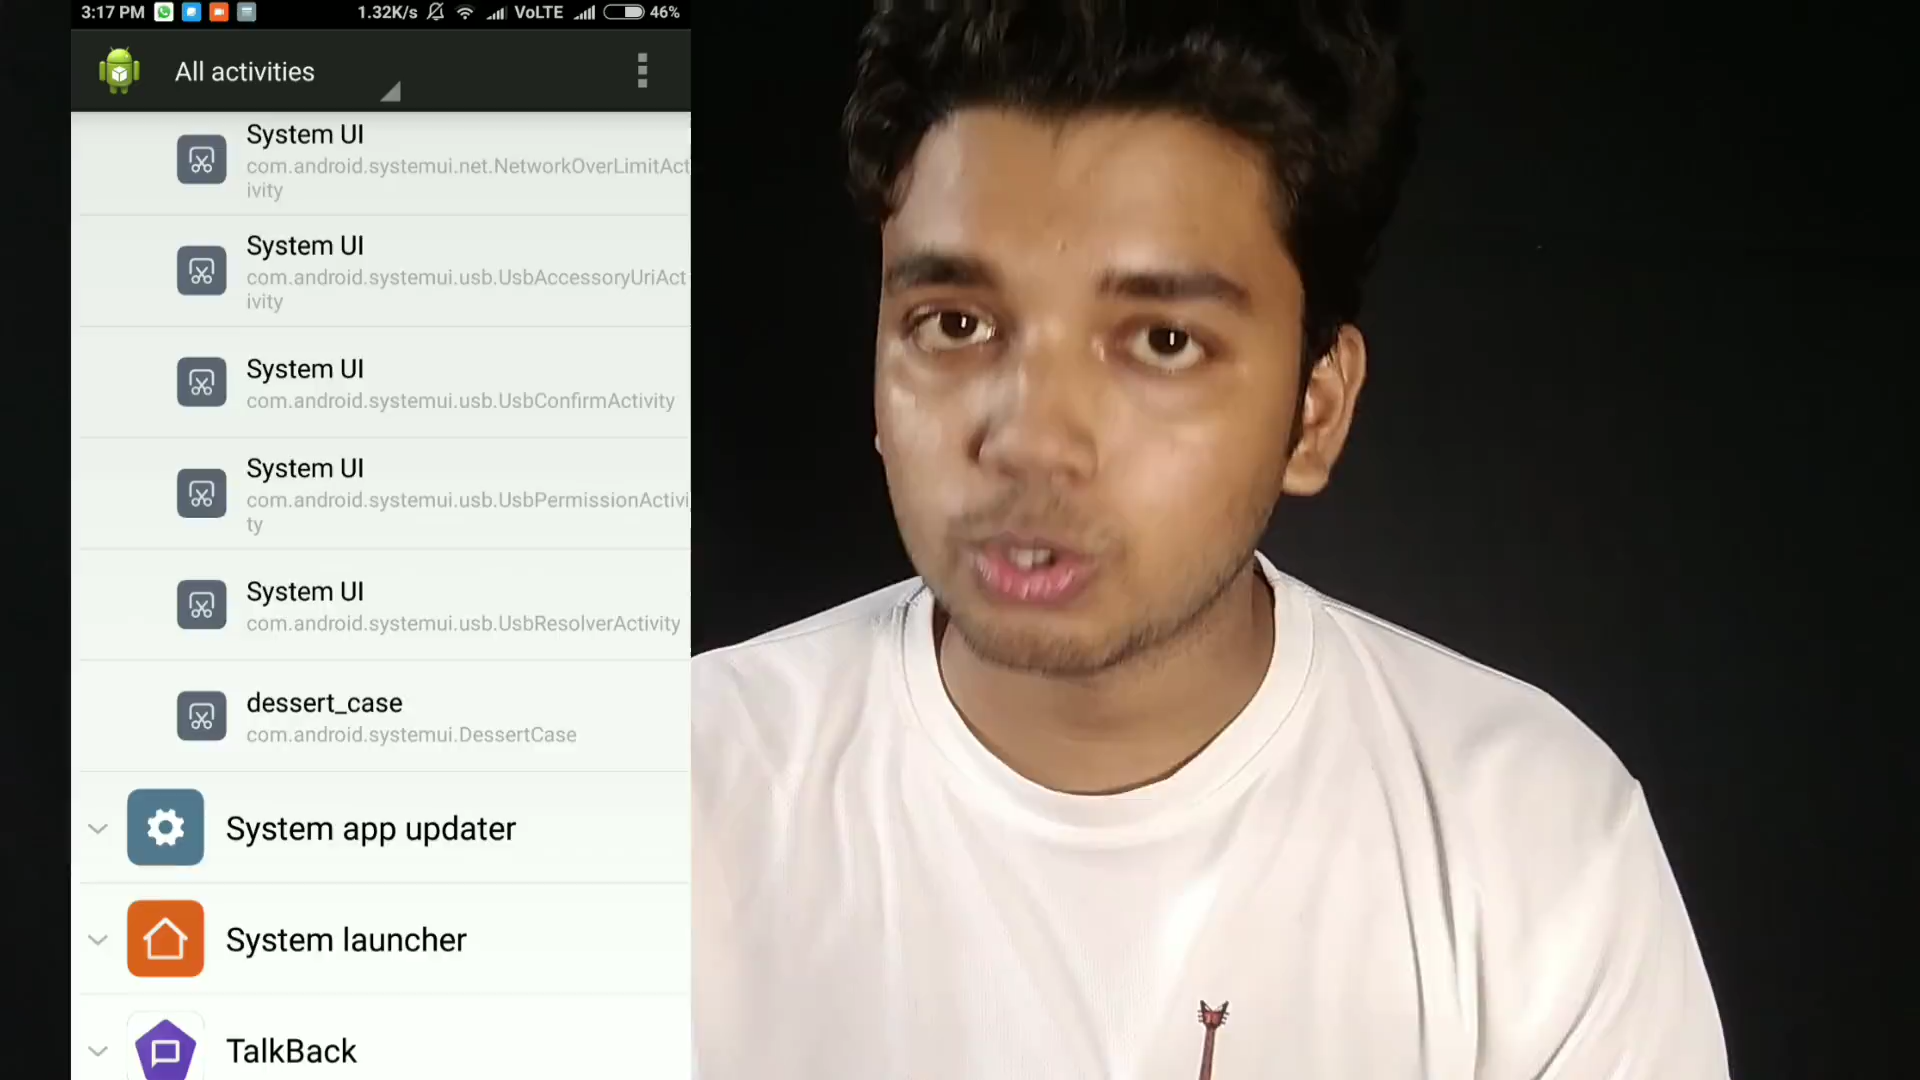 3:17 PM 1.32K/s VoLTE 46%
All activities
System UI
com.android.systemui.net.NetworkOverLimitAct
ivity
System UI
com.android.systemui.usb.UsbAccessoryUriAct
ivity
System UI
com.android.systemui.usb.UsbConfirmActivity
System UI
com.android.systemui.usb.UsbPermissionActivi
ty
System UI
com.android.systemui.usb.UsbResolverActivity
dessert_case
com.android.systemui.DessertCase
System app updater
System launcher
TalkBack